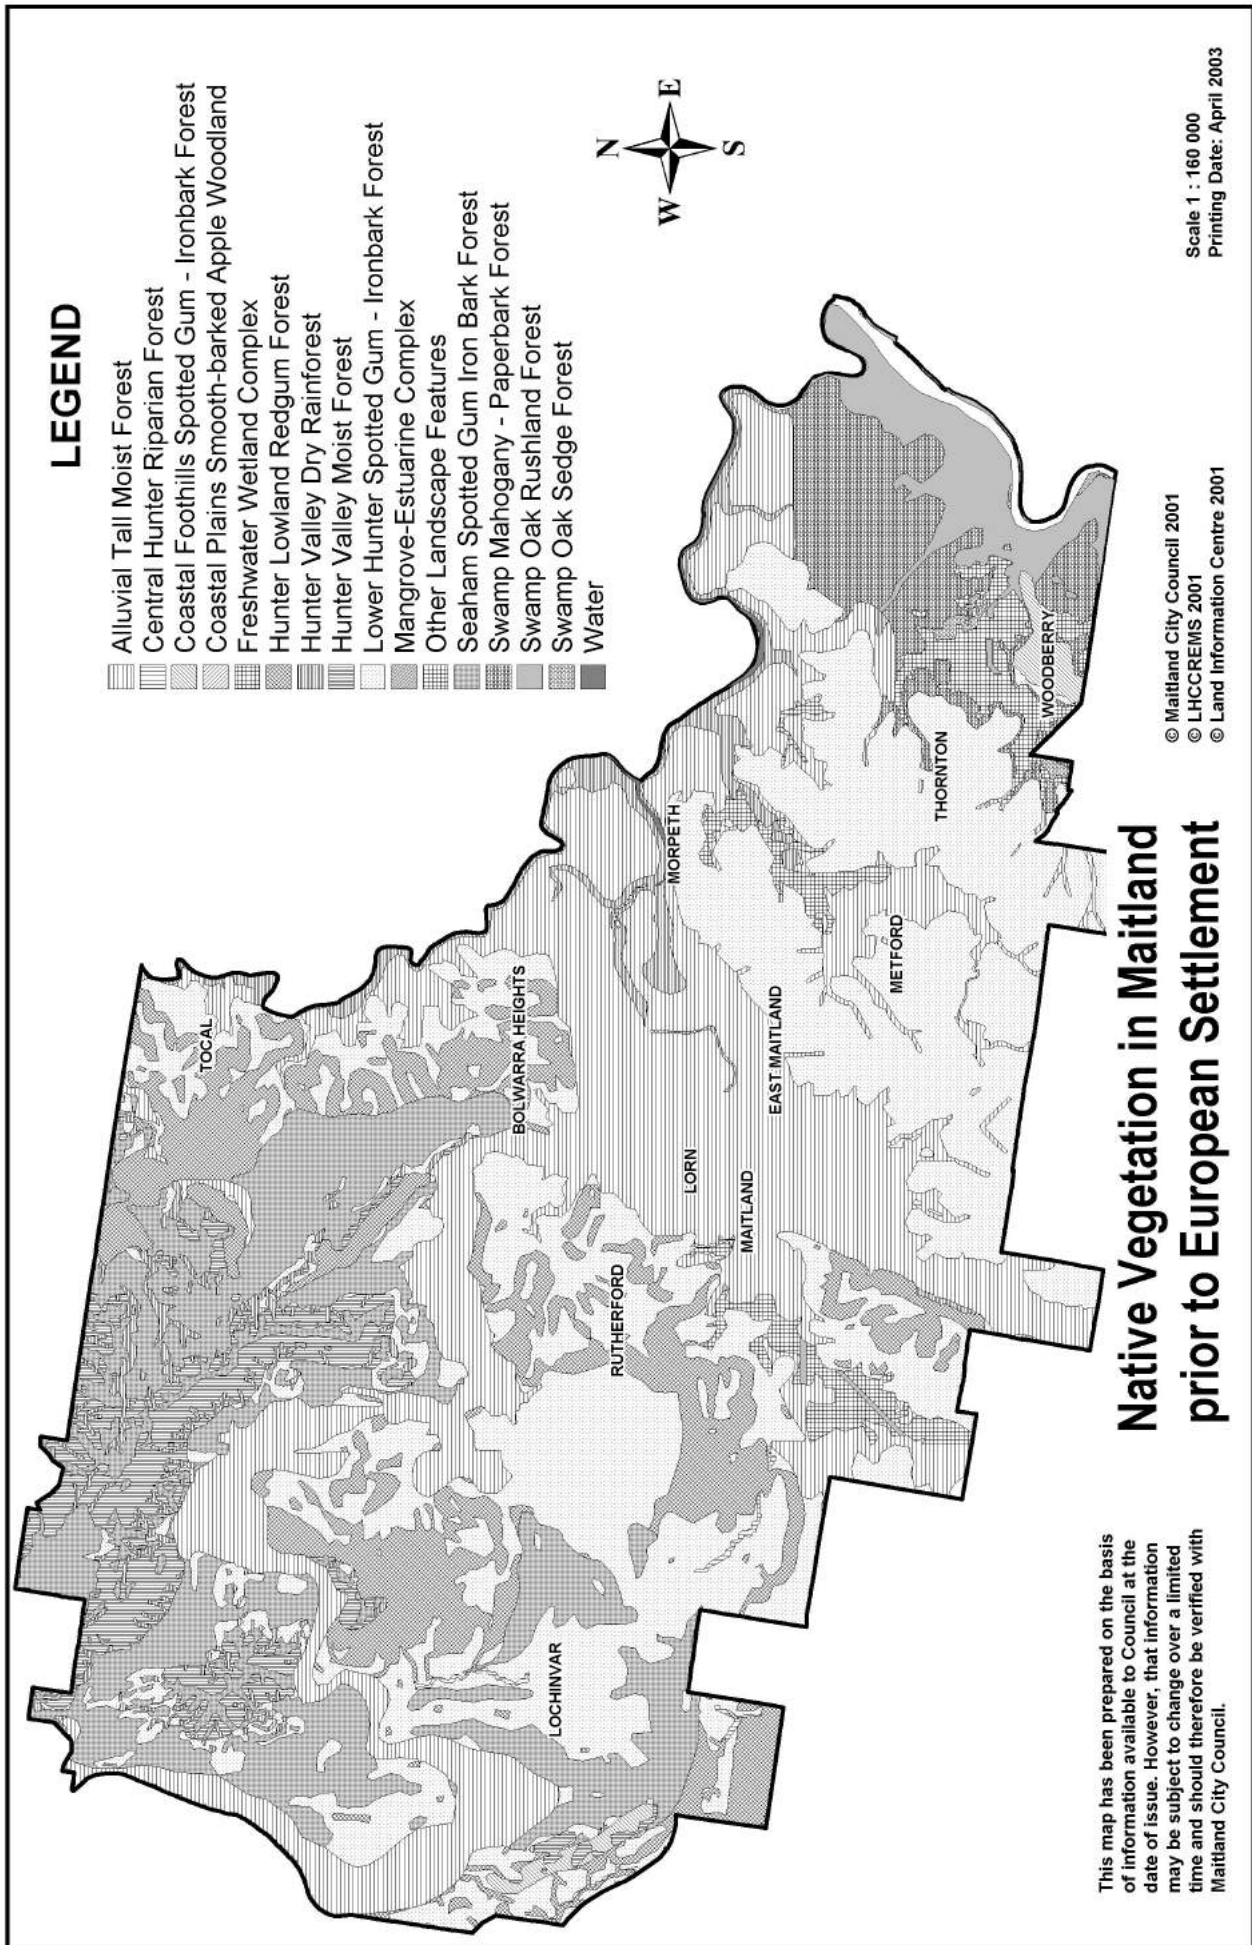 LEGEND
Alluvial Tall Moist Forest
Central Hunter Riparian Forest
Coastal Foothills Spotted Gum - Ironbark Forest
Coastal Plains Smooth-barked Apple Woodland
Freshwater Wetland Complex
Hunter Lowland Redgum Forest
Hunter Valley Dry Rainforest
Hunter Valley Moist Forest
Lower Hunter Spotted Gum - Ironbark Forest
Mangrove-Estuarine Complex
Other Landscape Features
Seaham Spotted Gum Iron Bark Forest
Swamp Mahogany - Paperbark Forest
Swamp Oak Rushland Forest
Swamp Oak Sedge Forest
Water
N
W
E
S
TOCAL
BOLWARRA HEIGHTS
LOCHINVAR
RUTHERFORD
LORN
MAITLAND
EAST MAITLAND
MORPETH
METFORD
THORNTON
WOODBERRY
This map has been prepared on the basis
of information available to Council at the
date of issue. However, that information
may be subject to change over a limited
time and should therefore be verified with
Maitland City Council.
Native Vegetation in Maitland
prior to European Settlement
© Maitland City Council 2001
© LHCCREMS 2001
© Land Information Centre 2001
Scale 1 : 160 000
Printing Date: April 2003